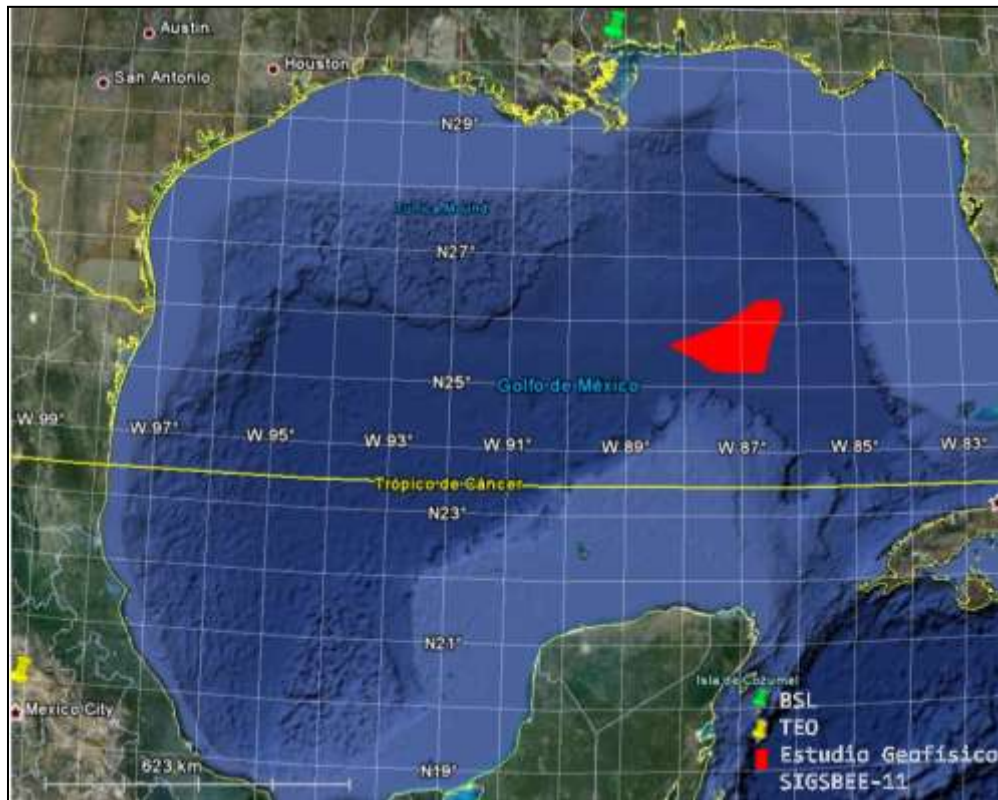 Austin
Houston
San Antonio
N29°
N27°
N25°
Golfo de México
W 99°
W 97°
W 95°
W 93°
W 91°
W 89°
W 87°
W 85°
W 83°
Trópico de Cáncer
N23°
N21°
Isla de Cozumel
BSL
Mexico City
TEO
Estudio Geofísico
623 km
N19°
SIGSBEE-11